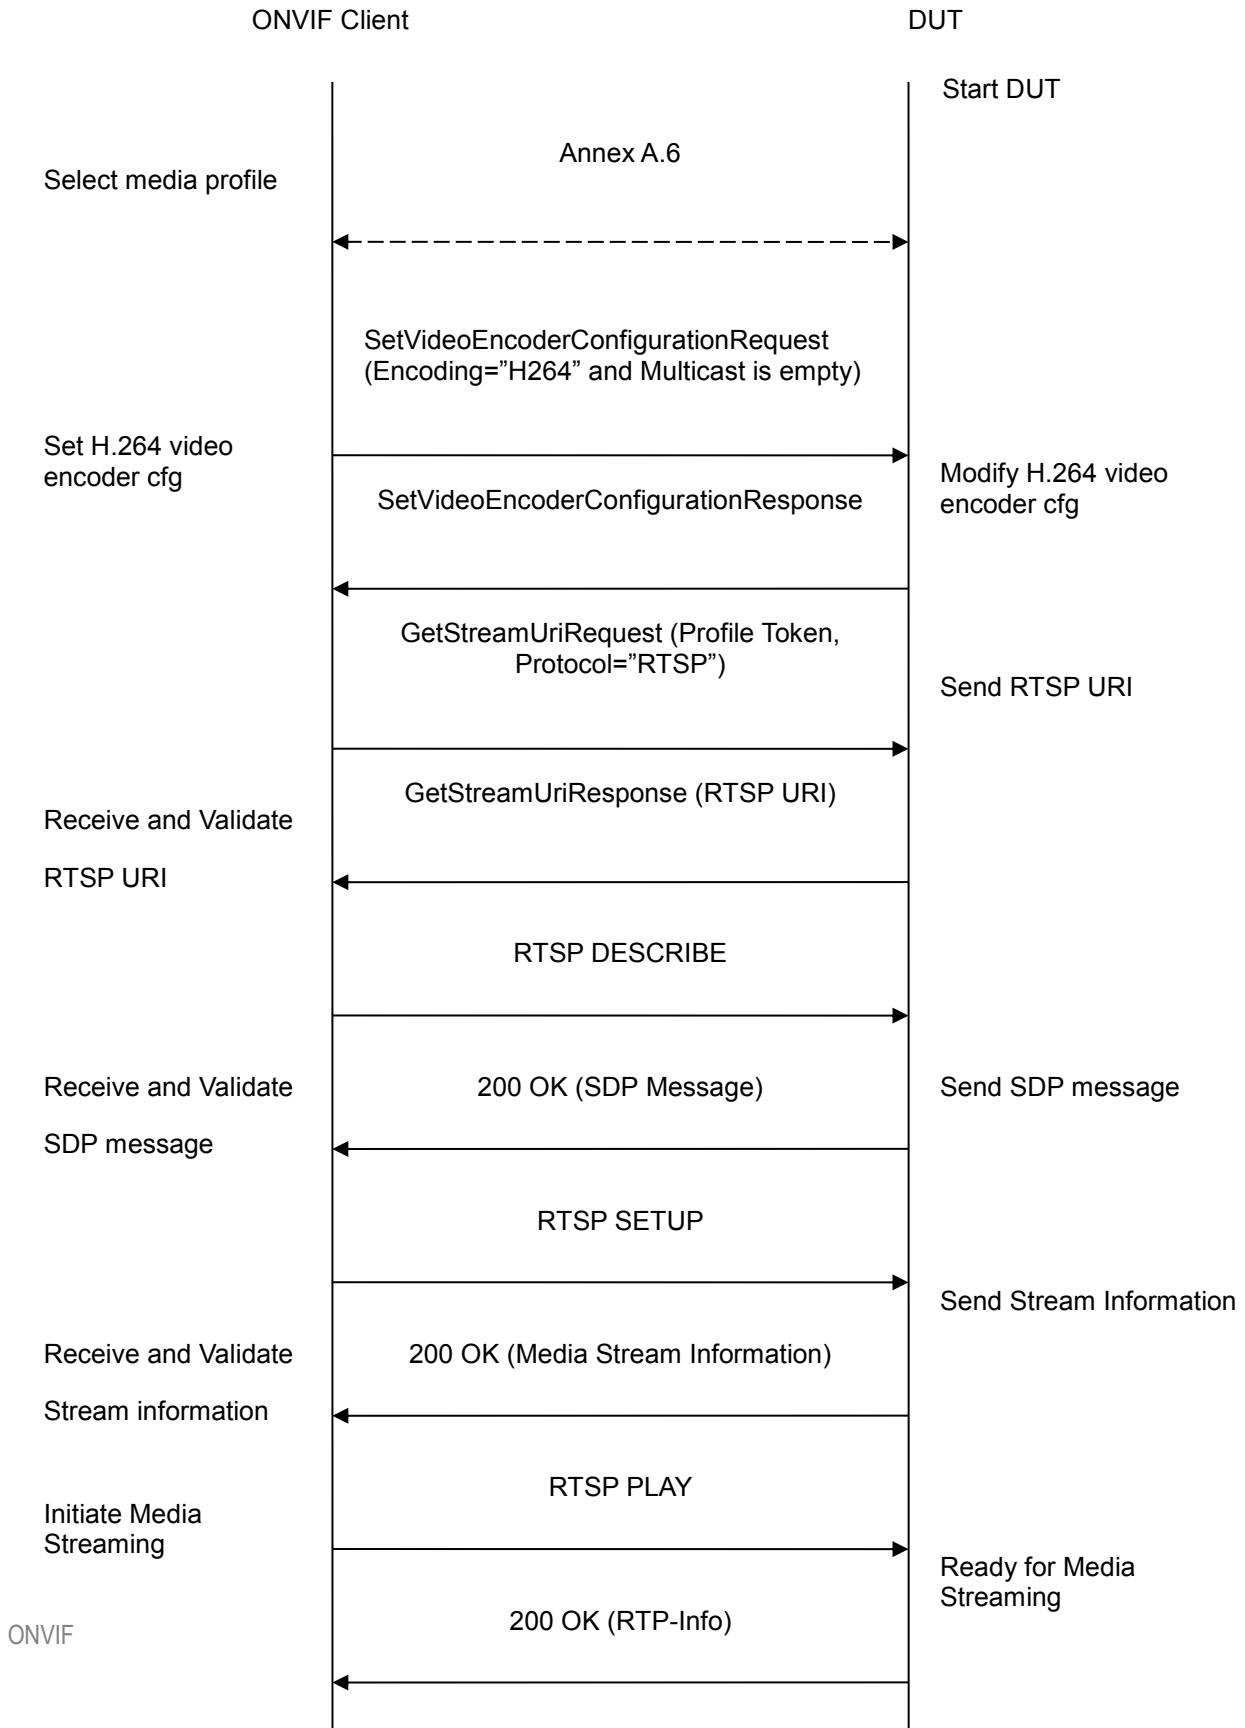 ONVIF Client
DUT
Start DUT
Annex A.6
Select media profile
SetVideoEncoderConfigurationRequest
(Encoding=”H264” and Multicast is empty)
Set H.264 video
encoder cfg
Modify H.264 video
encoder cfg
SetVideoEncoderConfigurationResponse
GetStreamUriRequest (Profile Token,
Protocol=”RTSP”)
Send RTSP URI
GetStreamUriResponse (RTSP URI)
Receive and Validate
RTSP URI
RTSP DESCRIBE
Receive and Validate
200 OK (SDP Message)
Send SDP message
SDP message
RTSP SETUP
Send Stream Information
Receive and Validate
200 OK (Media Stream Information)
Stream information
RTSP PLAY
Initiate Media
Streaming
Ready for Media
Streaming
200 OK (RTP-Info)
ONVIF